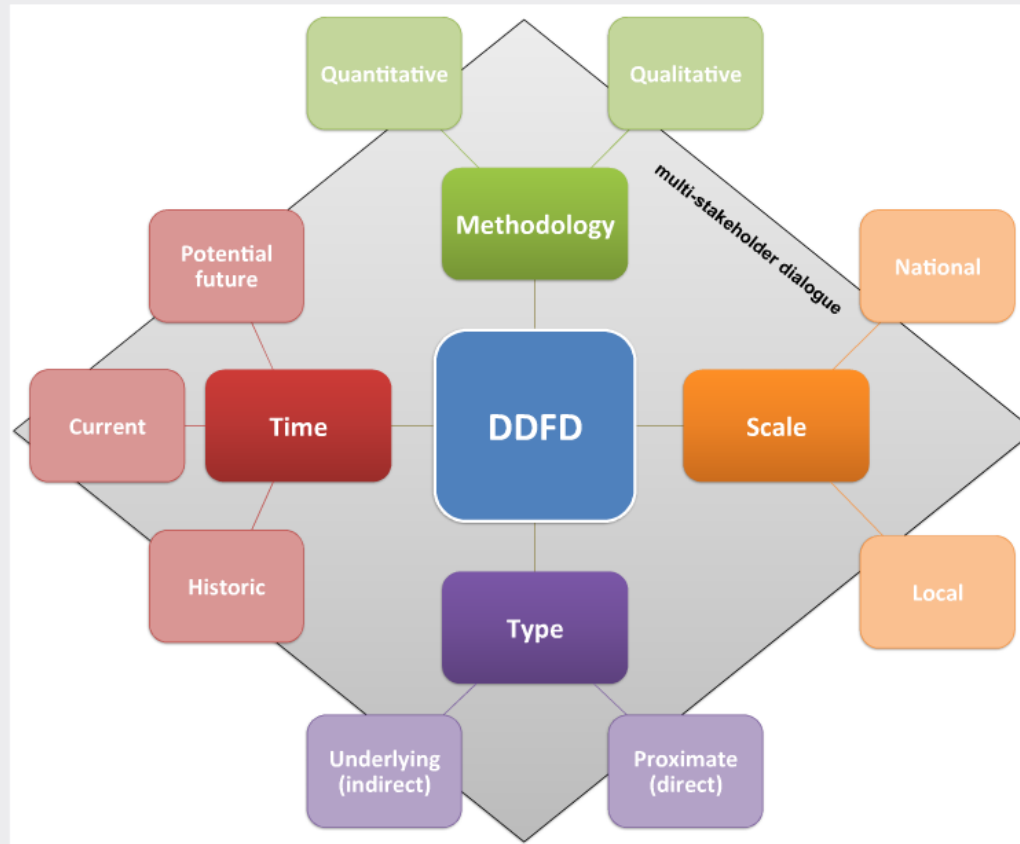 Quantitative
Qualitative
Methodology
multi-stakeholder dialogue
Potential
future
National
Current
Time
DDFD
Scale
Historic
Local
Type
Underlying
(indirect)
Proximate
(direct)